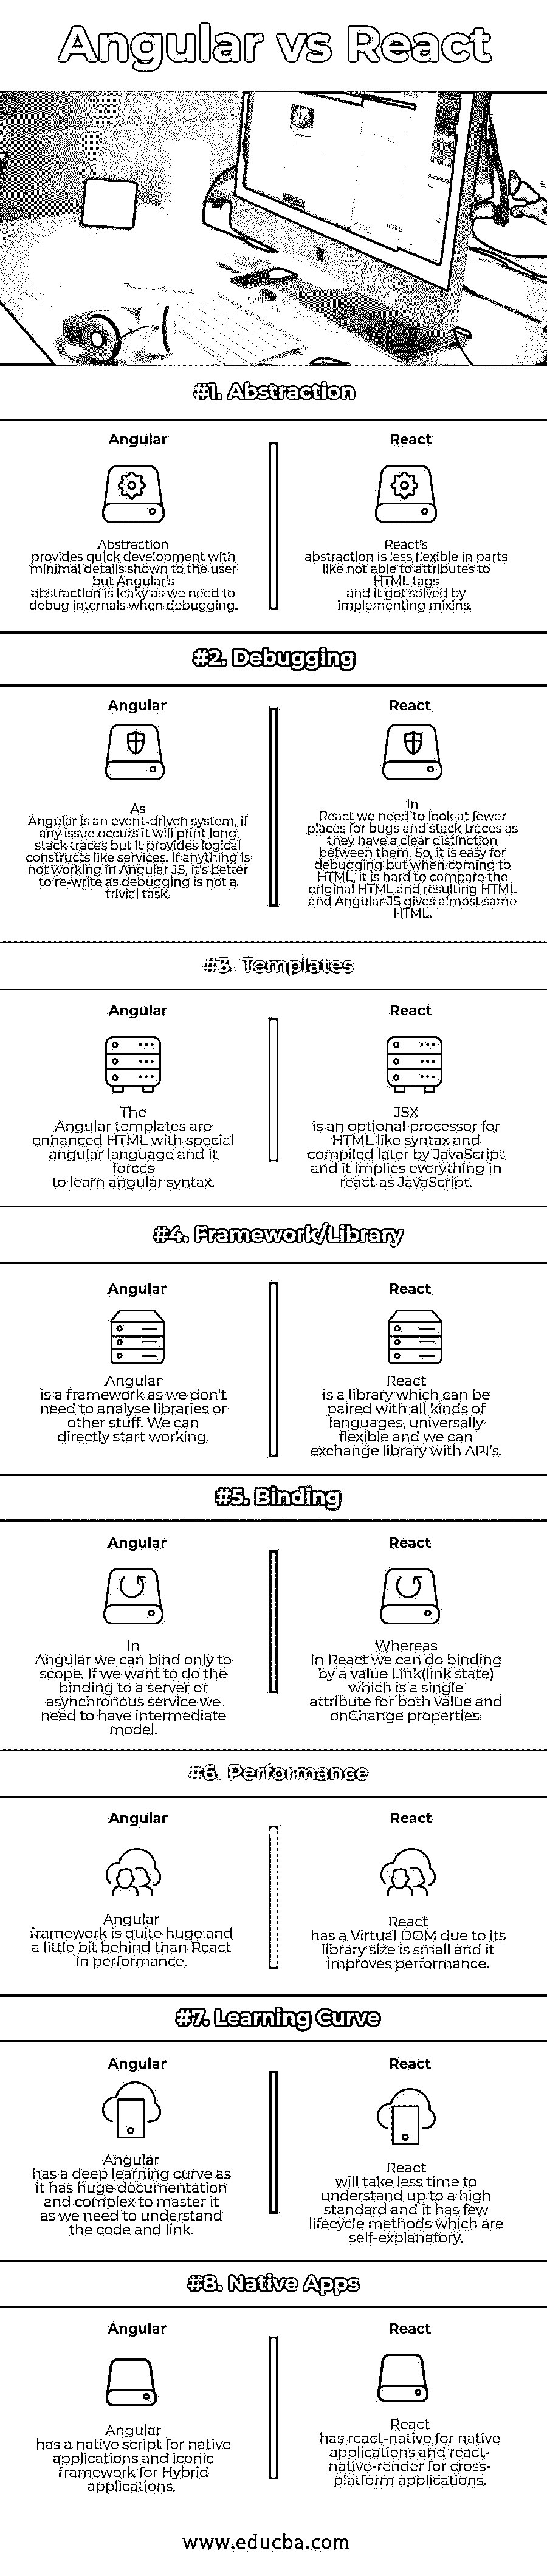 Angular vs React
#1. Abstraction
Angular
Abstraction
provides quick development with
minimal details shown to the user
but Angular's
abstraction is leaky as we need to
debug internals when debugging.
React
React's
abstraction is less flexible in parts
like not able to attributes to
HTML tags
and it got solved by
implementing mixins.
#2. Debugging
Angular
As
Angular is an event-driven system, if
any issue occurs it will print long
stack traces but it provides logical
constructs like services. If anything is
not working in Angular JS, it's better
to re-write as debugging is not a
trivial task.
React
In
React we need to look at fewer
places for bugs and stack traces as
they have a clear distinction
between them. So, it is easy for
debugging but when coming to
HTML, it is hard to compare the
original HTML and resulting HTML
and Angular JS gives almost same
HTML.
#3. Templates
Angular
The
Angular templates are
enhanced HTML with special
angular language and it
forces
to learn angular syntax.
React
JSX
is an optional processor for
HTML like syntax and
compiled later by JavaScript
and it implies everything in
react as JavaScript.
#4. Framework/Library
Angular
Angular
is a framework as we don't
need to analyse libraries or
other stuff. We can
directly start working.
React
React
is a library which can be
paired with all kinds of
languages, universally
flexible and we can
exchange library with API's.
#5. Binding
Angular
In
Angular we can bind only to
scope. If we want to do the
binding to a server or
asynchronous service we
need to have intermediate
model.
React
Whereas
In React we can do binding
by a value Link(link state)
which is a single
attribute for both value and
onChange properties.
#6. Performance
Angular
Angular
framework is quite huge and
a little bit behind than React
in performance.
React
React
has a Virtual DOM due to its
library size is small and it
improves performance.
#7. Learning Curve
Angular
Angular
has a deep learning curve as
it has huge documentation
and complex to master it
as we need to understand
the code and link.
React
React
will take less time to
understand up to a high
standard and it has few
lifecycle methods which are
self-explanatory.
#8. Native Apps
Angular
Angular
has a native script for native
applications and iconic
framework for Hybrid
applications.
React
React
has react-native for native
applications and react-
native-render for cross-
platform applications.
www.educba.com